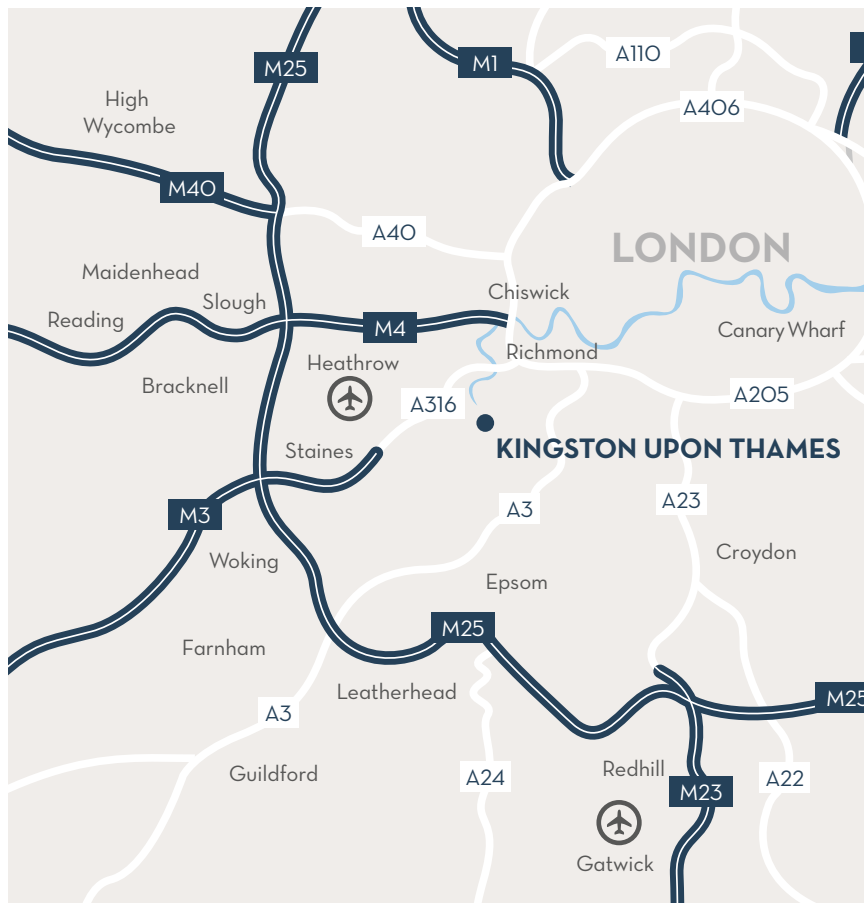 M25
M1
A110
High
Wycombe
A406
M40
A40
LONDON
Maidenhead
Slough
Chiswick
Reading
M4
Canary Wharf
Heathrow
Richmond
Bracknell
A316
A205
Staines
KINGSTON UPON THAMES
M3
A3
A23
Woking
Croydon
Epsom
M25
Farnham
Leatherhead
M25
A3
Guildford
A24
Redhill
A22
M23
Gatwick